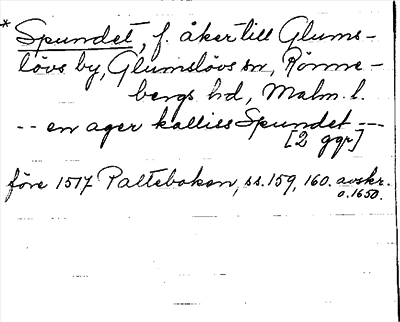 * Spundet, f. åker till Glums-
lövs by, Glumslövs sn, Rönne-
bergs hd, Malm. l.
-- en ager kalliss Spundet ---
[2 ggr]
före 1517 Palteboken, ss. 159, 160. avskr.
o. 1650.